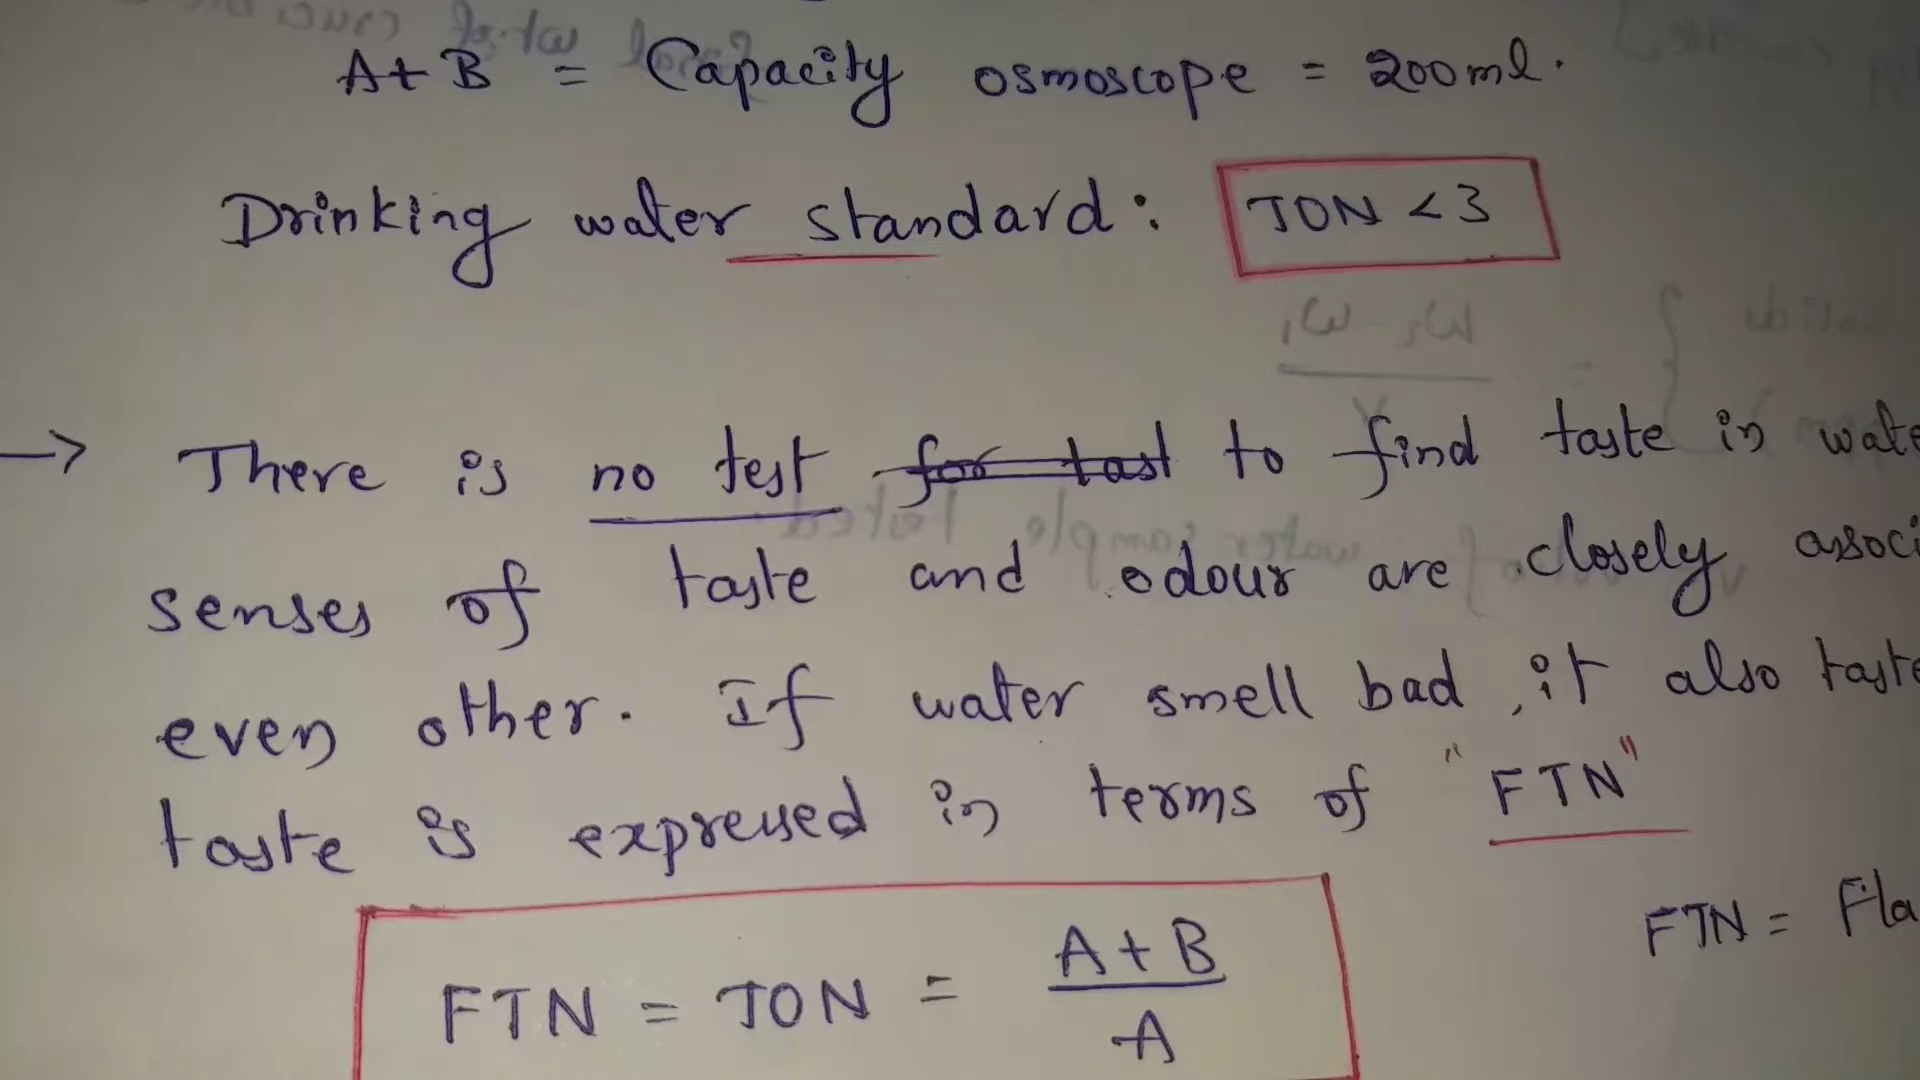 A+B = Capacity osmoscope = 200ml.
Drinking water standard: TON <3
→ There is no test for tast to find taste in wate
senses of taste and odour are closely associ
even other. If water smell bad, it also taste
taste is expressed in terms of "FTN"
FTN = Fla
FTN = TON = A+B / A